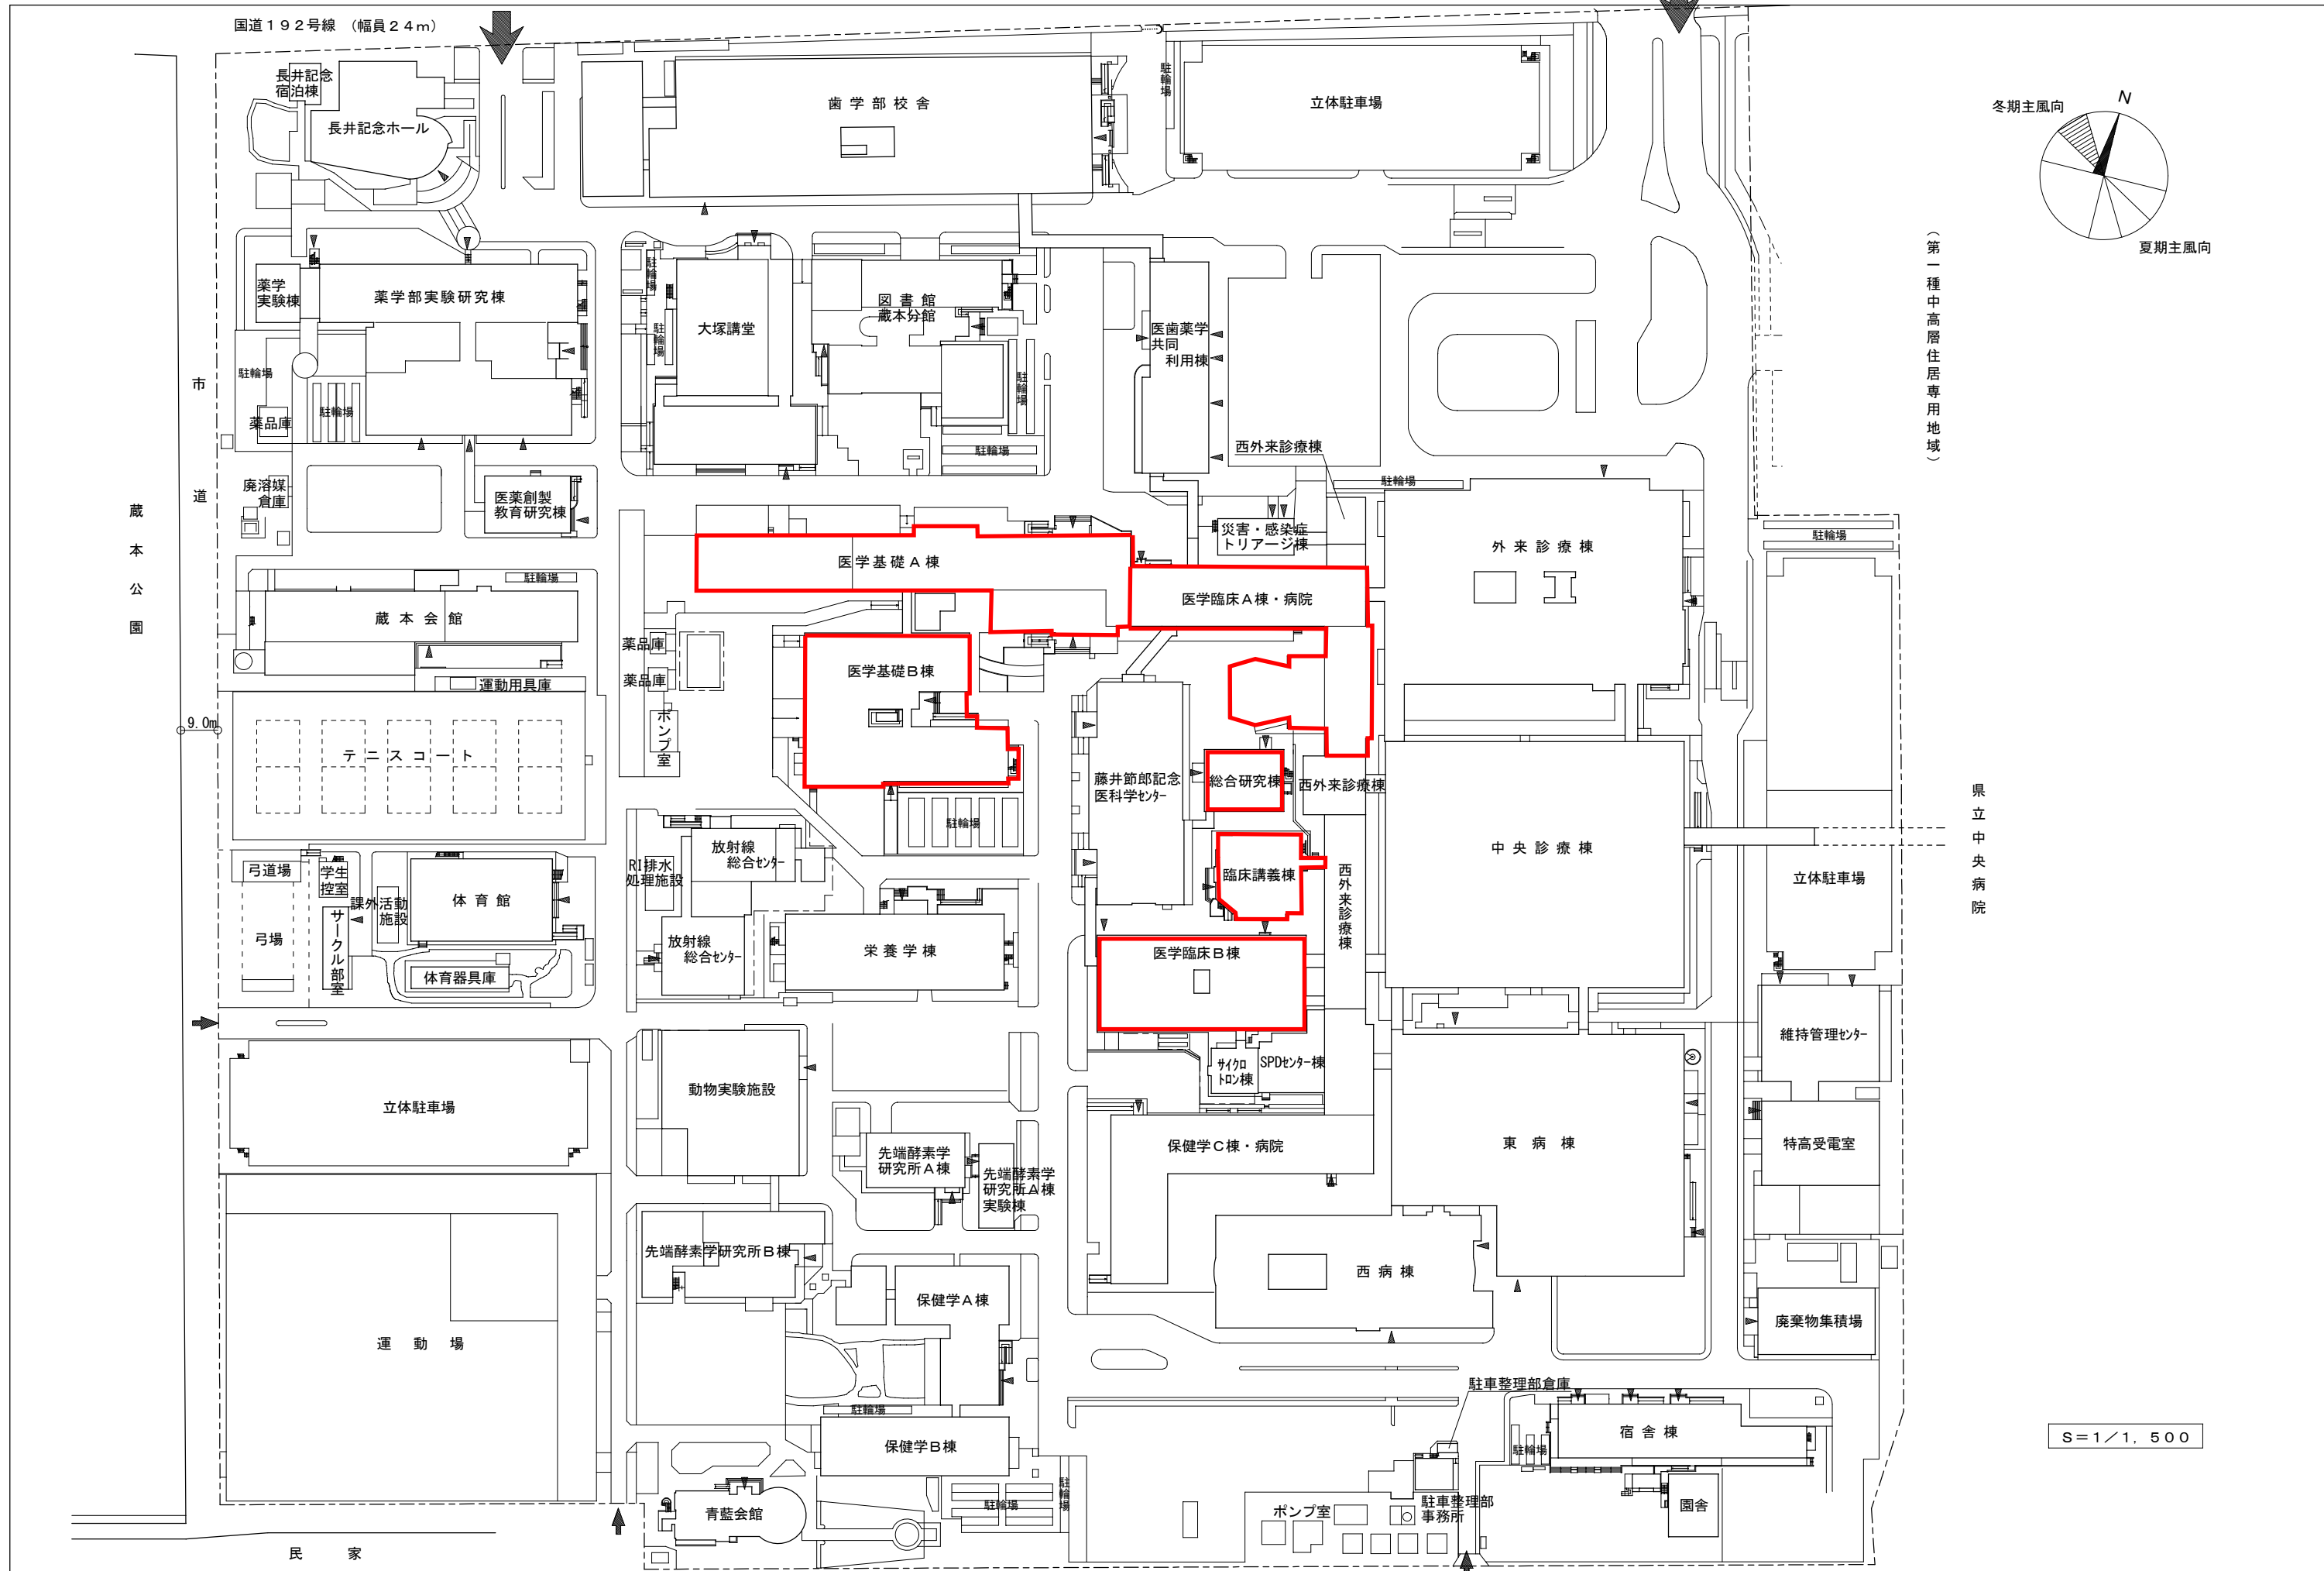 国道192号線 (幅員24m)
長井記念
宿泊棟
長井記念ホール
歯学部校舎
駐輪場
立体駐車場
冬期主風向
N
夏期主風向
(第一種中高層住居専用地域)
薬学
実験棟
薬学部実験研究棟
駐輪場
駐輪場
大塚講堂
図書館
蔵本分館
駐輪場
駐輪場
医歯薬学
共同
利用棟
市道
駐輪場
駐輪場
薬品庫
西外来診療棟
駐輪場
廃溶媒
倉庫
医薬創製
教育研究棟
災害・感染症
トリアージ棟
外来診療棟
駐輪場
蔵本公園
医学基礎A棟
駐輪場
医学臨床A棟・病院
蔵本会館
薬品庫
薬品庫
医学基礎B棟
運動用具庫
ポンプ室
9.0m
テニスコート
藤井節郎記念
医科学センター
総合研究棟
西外来診療棟
駐輪場
県立中央病院
中央診療棟
弓道場
学生
控室
課外活動
施設
体育館
RI排水
処理施設
放射線
総合センター
臨床講義棟
西外来診療棟
立体駐車場
弓場
サークル部室
体育器具庫
放射線
総合センター
栄養学棟
医学臨床B棟
維持管理センター
動物実験施設
サイクロ
トロン棟
SPDセンター棟
立体駐車場
先端酵素学
研究所A棟
先端酵素学
研究所A棟
実験棟
保健学C棟・病院
東病棟
特高受電室
先端酵素学研究所B棟
西病棟
保健学A棟
廃棄物集積場
運動場
駐輪場
駐車整理部倉庫
保健学B棟
宿舎棟
駐輪場
S=1/1,500
青藍会館
駐輪場
駐輪場
ポンプ室
駐車整理部
事務所
園舎
民家